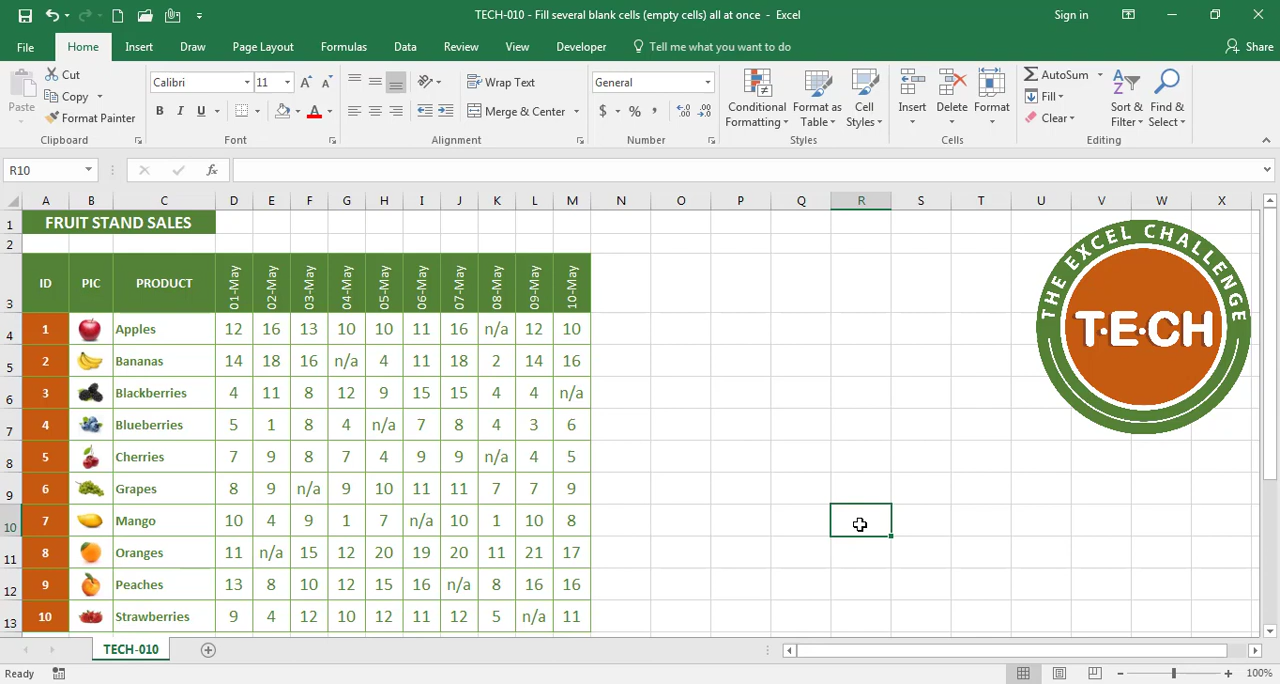 TECH-010 - Fill several blank cells (empty cells) all at once - Excel
Sign in
File Home Insert Draw Page Layout Formulas Data Review View Developer Tell me what you want to do Share
Paste
Cut
Copy
Format Painter
Clipboard
Calibri 11
B I U
Font
Wrap Text
Merge & Center
Alignment
General
$ % ,
Number
Conditional Formatting
Format as Table
Cell Styles
Styles
Insert Delete Format
Cells
AutoSum
Fill
Clear
Sort & Filter
Find & Select
Editing
R10 fx
A B C D E F G H I J K L M N O P Q R S T U V W X
1 FRUIT STAND SALES
2
3 ID PIC PRODUCT 01-May 02-May 03-May 04-May 05-May 06-May 07-May 08-May 09-May 10-May
4 1 Apples 12 16 13 10 10 11 16 n/a 12 10
5 2 Bananas 14 18 16 n/a 4 11 18 2 14 16
6 3 Blackberries 4 11 8 12 9 15 15 4 4 n/a
7 4 Blueberries 5 1 8 4 n/a 7 8 4 3 6
8 5 Cherries 7 9 8 7 4 9 9 n/a 4 5
9 6 Grapes 8 9 n/a 9 10 11 11 7 7 9
10 7 Mango 10 4 9 1 7 n/a 10 1 10 8
11 8 Oranges 11 n/a 15 12 20 19 20 11 21 17
12 9 Peaches 13 8 10 12 15 16 n/a 8 16 16
13 10 Strawberries 9 4 12 10 12 11 12 5 n/a 11
THE EXCEL CHALLENGE
T·E·CH
TECH-010
Ready
100%